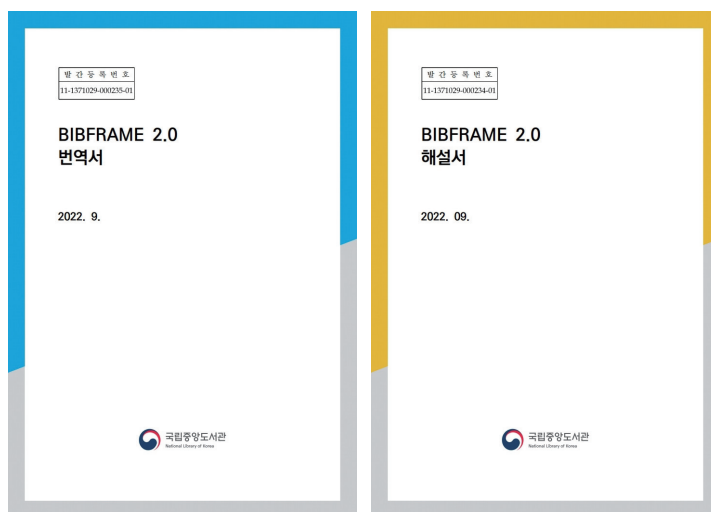 발 간 등 록 번 호
11-1371029-000235-01
BIBFRAME 2.0
번역서
2022. 9.
국립중앙도서관
National Library of Korea
발 간 등 록 번 호
11-1371029-000234-01
BIBFRAME 2.0
해설서
2022. 09.
국립중앙도서관
National Library of Korea